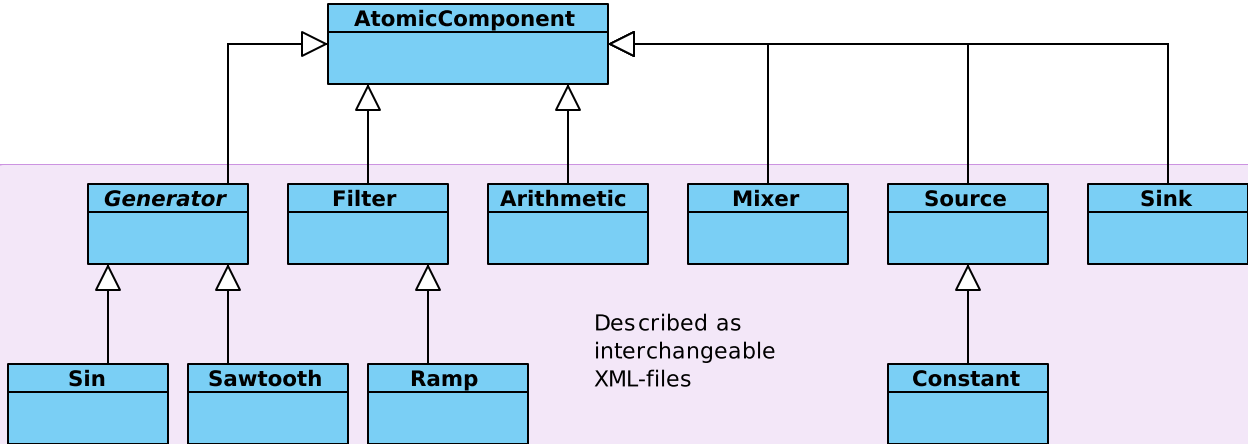 AtomicComponent
Generator
Filter
Arithmetic
Mixer
Source
Sink
Described as
interchangeable
XML-files
Sin
Sawtooth
Ramp
Constant